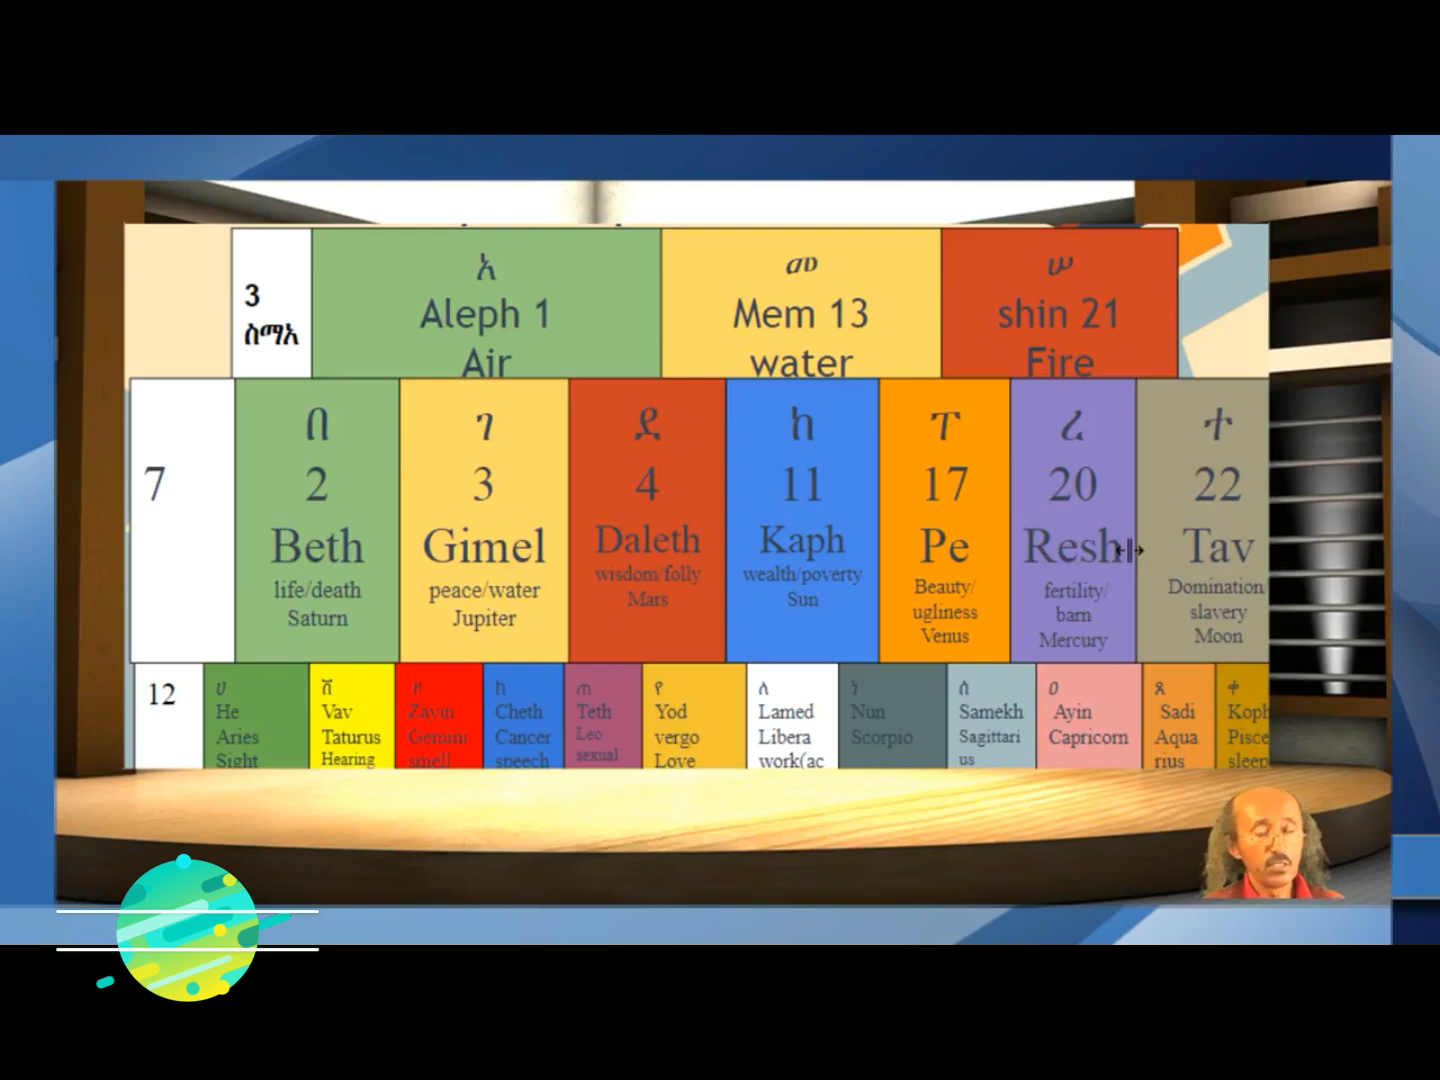 3
ስማአ
አ
Aleph 1
Air
መ
Mem 13
water
ሠ
shin 21
Fire
7
በ
2
Beth
life/death
Saturn
ገ
3
Gimel
peace/water
Jupiter
ደ
4
Daleth
wisdom/folly
Mars
ከ
11
Kaph
wealth/poverty
Sun
ፐ
17
Pe
Beauty/
ugliness
Venus
ረ
20
Resh
fertility/
barn
Mercury
ተ
22
Tav
Domination
slavery
Moon
12
ሀ
He
Aries
Sight
Vav
Taturus
Hearing
ዞ
Zayin
Gemini
smell
Cheth
Cancer
speech
ጠ
Teth
Leo
sexual
የ
Yod
vergo
Love
ለ
Lamed
Libera
work(ac
ነ
Nun
Scorpio
ሰ
Samekh
Sagittari
us
ዐ
Ayin
Capricorn
ጸ
Sadi
Aqua
rius
ቀ
Koph
Pisce
sleep